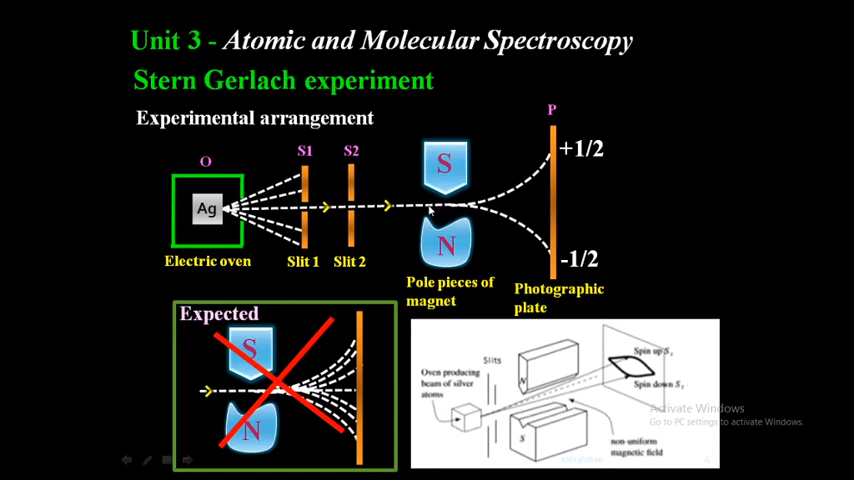 Unit 3 - Atomic and Molecular Spectroscopy
Stern Gerlach experiment
Experimental arrangement
P
O
S1
S2
S
+1/2
Ag
N
-1/2
Electric oven
Slit 1
Slit 2
Pole pieces of
magnet
Photographic
plate
Expected
S
N
Slits
Oven producing
beam of silver
atoms
N
S
Spin up
Spin down
non-uniform
magnetic field
Activate Windows
Go to PC settings to activate Windows.